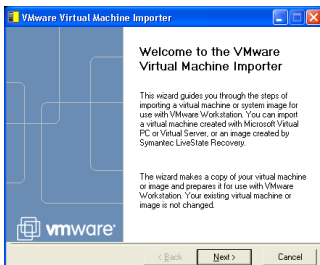 VMware Virtual Machine Importer
Welcome to the VMware
Virtual Machine Importer
This wizard guides you through the steps of
importing a virtual machine or system image for
use with VMware Workstation. You can import
a virtual machine created with Microsoft Virtual
PC or Virtual Server, or an image created by
Symantec LiveState Recovery.
The wizard makes a copy of your virtual machine
or image and prepares it for use with VMware
Workstation. Your existing virtual machine or
image is not changed.
vmware
< Back
Next >
Cancel